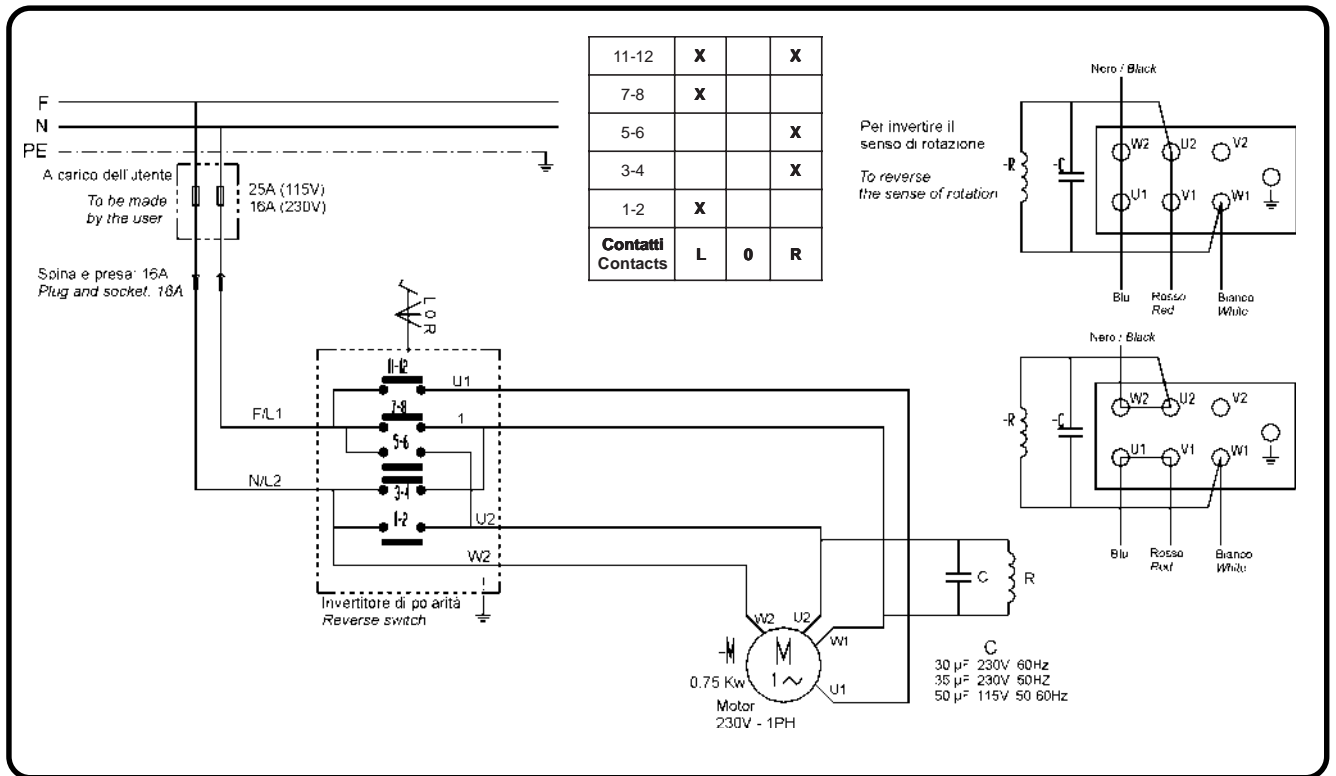 F
N
PE
A carico dell'utente
To be made
by the user
25A (115V)
16A (230V)
Spina e presa: 16A
Plug and socket. 16A
11-12 X X
7-8 X
5-6 X
3-4 X
1-2 X
Contatti
Contacts L 0 R
L O R
11-12
7-8
5-6
3-4
1-2
U1
F/L1
1
N/L2
U2
W2
Invertitore di po arità
Reverse switch
W2
U2
W1
U1
M
1 ~
-M
0.75 Kw
Motor
230V - 1PH
C
R
C
30 µF 230V 60Hz
35 µF 230V 50HZ
50 µF 115V 50 60Hz
Per invertire il
senso di rotazione
To reverse
the sense of rotation
Nero / Black
-R
-C
W2 U2 V2
U1 V1 W1
Blu Rosso Bianco
Red White
Nero / Black
-R
-C
W2 U2 V2
U1 V1 W1
Blu Rosso Bianco
Red White